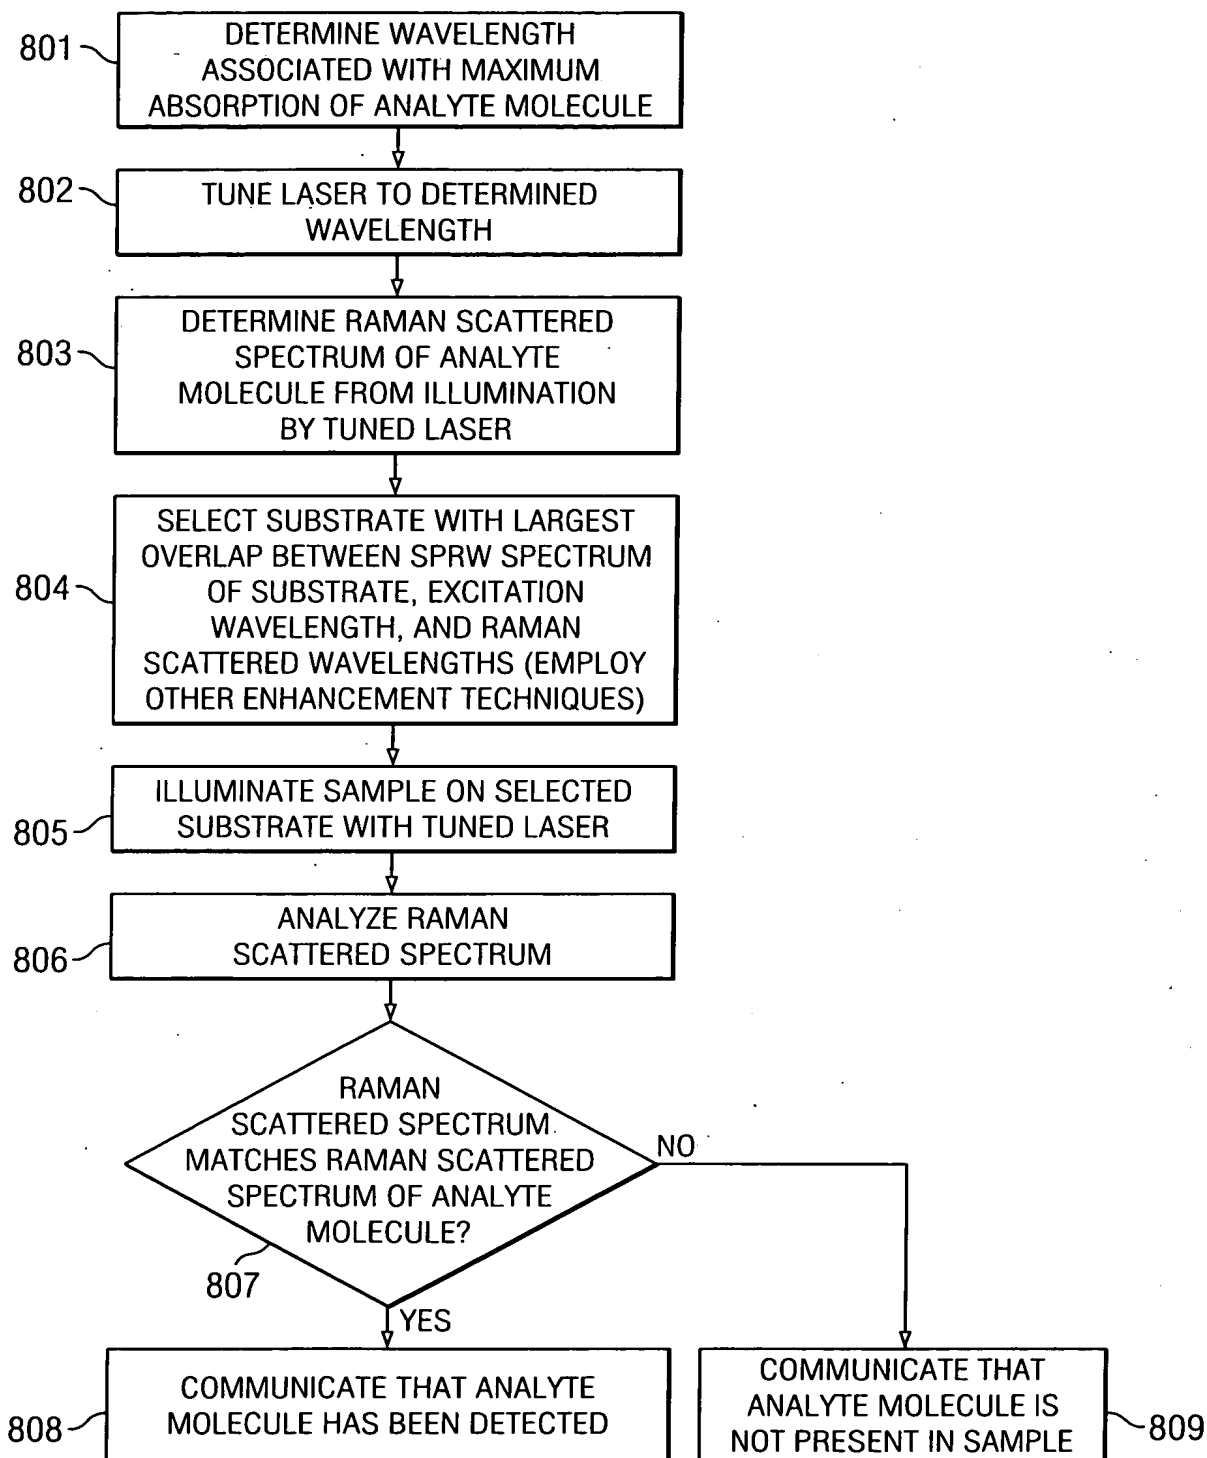 801
DETERMINE WAVELENGTH
ASSOCIATED WITH MAXIMUM
ABSORPTION OF ANALYTE MOLECULE
802
TUNE LASER TO DETERMINED
WAVELENGTH
803
DETERMINE RAMAN SCATTERED
SPECTRUM OF ANALYTE
MOLECULE FROM ILLUMINATION
BY TUNED LASER
804
SELECT SUBSTRATE WITH LARGEST
OVERLAP BETWEEN SPRW SPECTRUM
OF SUBSTRATE, EXCITATION
WAVELENGTH, AND RAMAN
SCATTERED WAVELENGTHS (EMPLOY
OTHER ENHANCEMENT TECHNIQUES)
805
ILLUMINATE SAMPLE ON SELECTED
SUBSTRATE WITH TUNED LASER
806
ANALYZE RAMAN
SCATTERED SPECTRUM
RAMAN
SCATTERED SPECTRUM
MATCHES RAMAN SCATTERED
SPECTRUM OF ANALYTE
MOLECULE?
807
NO
YES
808
COMMUNICATE THAT ANALYTE
MOLECULE HAS BEEN DETECTED
COMMUNICATE THAT
ANALYTE MOLECULE IS
NOT PRESENT IN SAMPLE
809